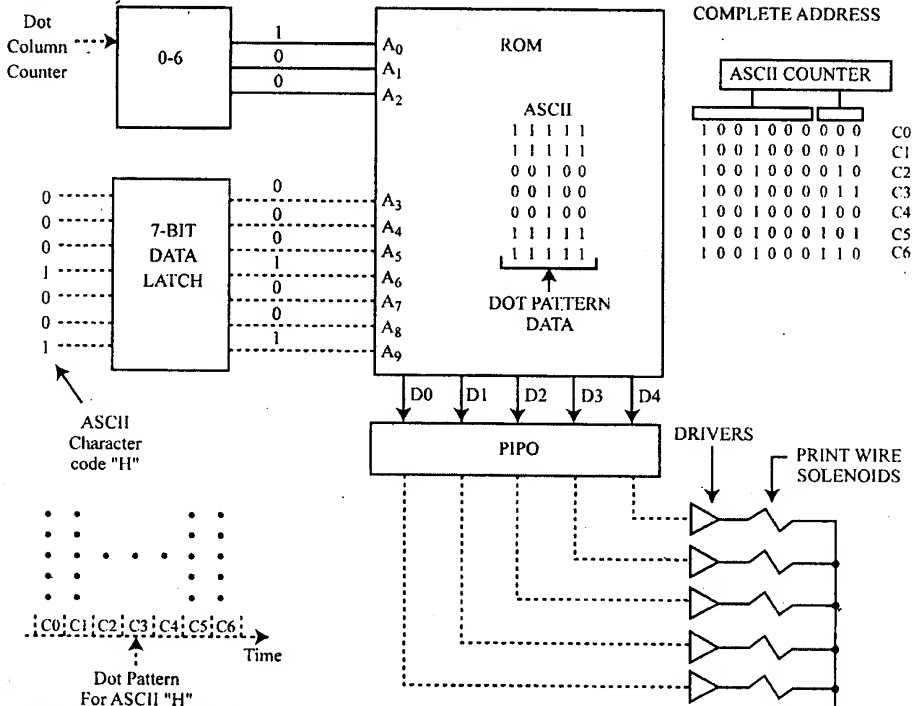 Dot
Column
Counter
0-6
1
0
0
A0
A1
A2
ROM
ASCII
1 1 1 1 1
1 1 1 1 1
0 0 1 0 0
0 0 1 0 0
0 0 1 0 0
1 1 1 1 1
1 1 1 1 1
DOT PATTERN
DATA
COMPLETE ADDRESS
ASCII COUNTER
1 0 0 1 0 0 0 0 0 0 C0
1 0 0 1 0 0 0 0 0 1 C1
1 0 0 1 0 0 0 0 1 0 C2
1 0 0 1 0 0 0 0 1 1 C3
1 0 0 1 0 0 0 1 0 0 C4
1 0 0 1 0 0 0 1 0 1 C5
1 0 0 1 0 0 0 1 1 0 C6
0
0
0
1
0
0
1
7-BIT
DATA
LATCH
0
0
0
1
0
0
1
A3
A4
A5
A6
A7
A8
A9
ASCII
Character
code "H"
D0 D1 D2 D3 D4
PIPO
DRIVERS
PRINT WIRE
SOLENOIDS
C0 C1 C2 C3 C4 C5 C6
Time
Dot Pattern
For ASCII "H"